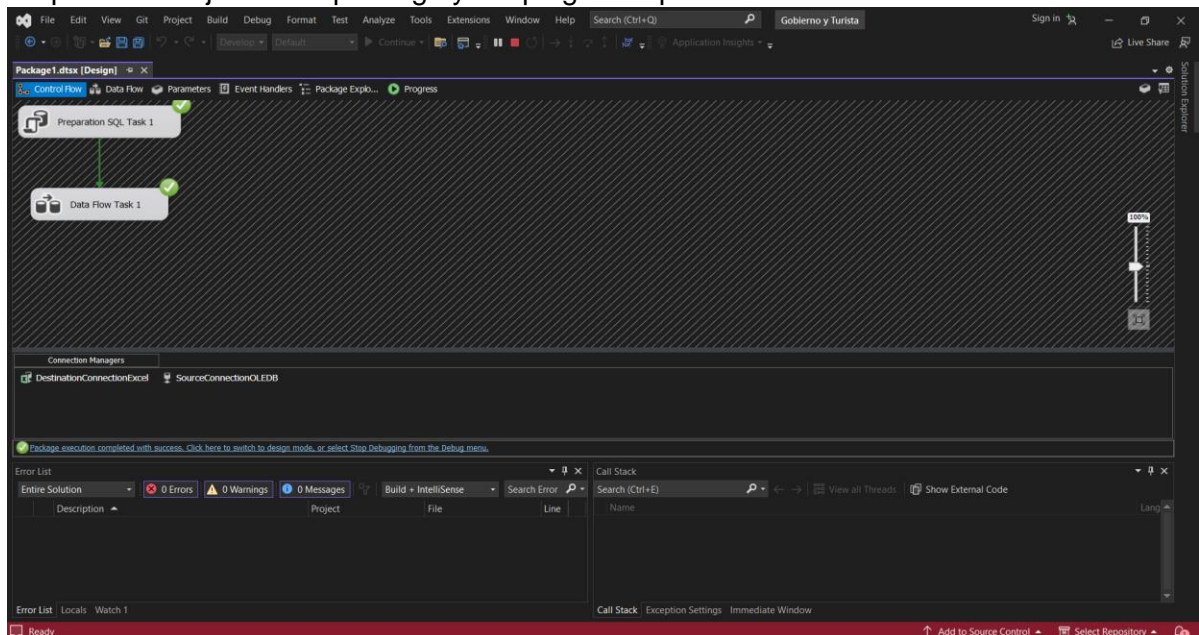 File Edit View Git Project Build Debug Format Test Analyze Tools Extensions Window Help Search (Ctrl+Q) Gobierno y Turista Sign in
Develop Default Continue Application Insights Live Share
Package1.dtsx [Design]
Control Flow Data Flow Parameters Event Handlers Package Explo... Progress
Solution Explorer
Preparation SQL Task 1
Data Flow Task 1
100%
Connection Managers
DestinationConnectionExcel SourceConnectionOLEDB
Package execution completed with success. Click here to switch to design mode, or select Stop Debugging from the Debug menu.
Error List Call Stack
Entire Solution 0 Errors 0 Warnings 0 Messages Build + IntelliSense Search Error Search (Ctrl+E) View all Threads Show External Code
Description Project File Line Name Lang
Error List Locals Watch 1 Call Stack Exception Settings Immediate Window
Ready Add to Source Control Select Repository